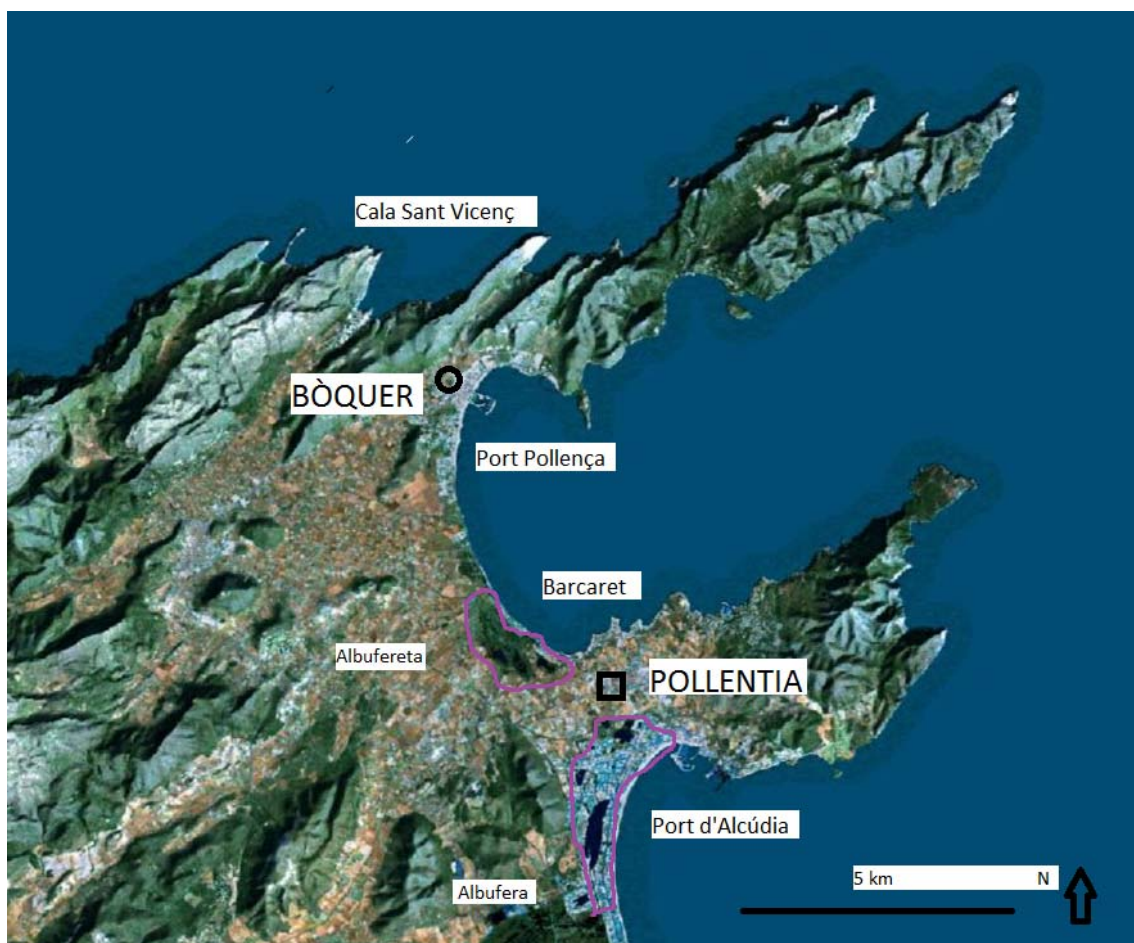 Cala Sant Vicenç
BÒQUER
Port Pollença
Barcaret
Albufereta
POLLENTIA
Port d'Alcúdia
5 km N
Albufera